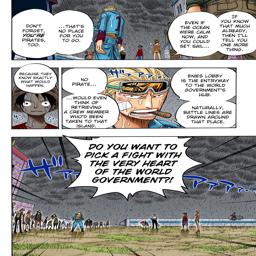 IF YOU
KNOW THAT
MUCH ALREADY,
THEN I'LL
TELL YOU
ONE MORE
THING.
EVEN IF
THE OCEAN
WERE CALM
NOW,
AND YOU
COULD GET
SAIL...
...THAT'S
NO PLACE
FOR YOU
TO GO.
DON'T
FORGET,
YOU'RE
PIRATES,
TOO.
ENIES
LOBBY IS
THE ENTRYWAY
TO THE WORLD
GOVERNMENT'S
HUB.
NATURALLY,
BATTLE LINES ARE
DRAWN AROUND
THAT PLACE.
NO
PIRATE...
...WOULD EVEN
THINK OF
RETRIEVING
A CREW
MEMBER
WHO'D BEEN
TAKEN TO THAT
ISLAND.
BECAUSE THEY
KNOW EXACTLY
WHAT WOULD
HAPPEN.
DO YOU WANT TO
PICK A FIGHT WITH
THE VERY HEART
OF THE WORLD
GOVERNMENT?!